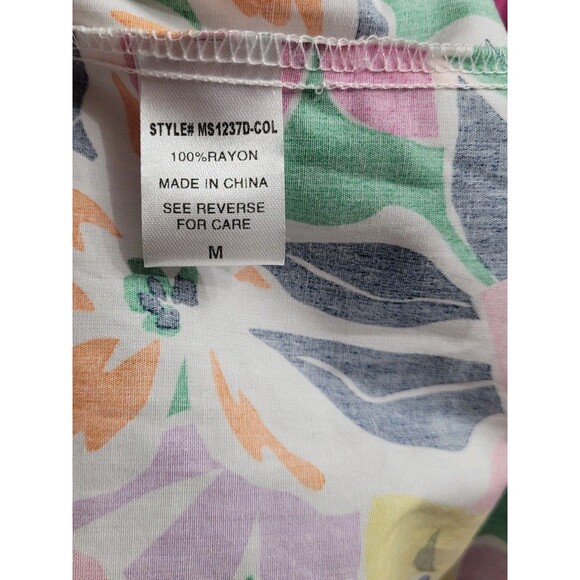 STYLE# MS1237D-COL
100%RAYON
MADE IN CHINA
SEE REVERSE
FOR CARE
M